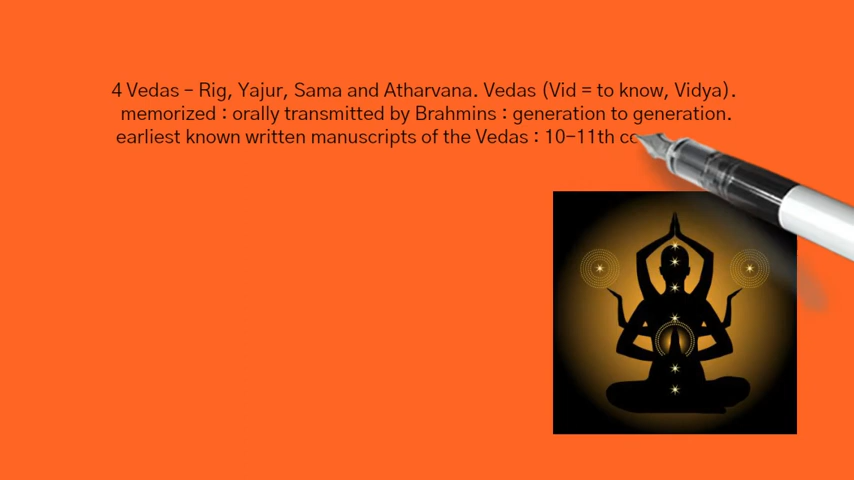 4 Vedas – Rig, Yajur, Sama and Atharvana. Vedas (Vid = to know, Vidya).
memorized : orally transmitted by Brahmins : generation to generation.
earliest known written manuscripts of the Vedas : 10-11th